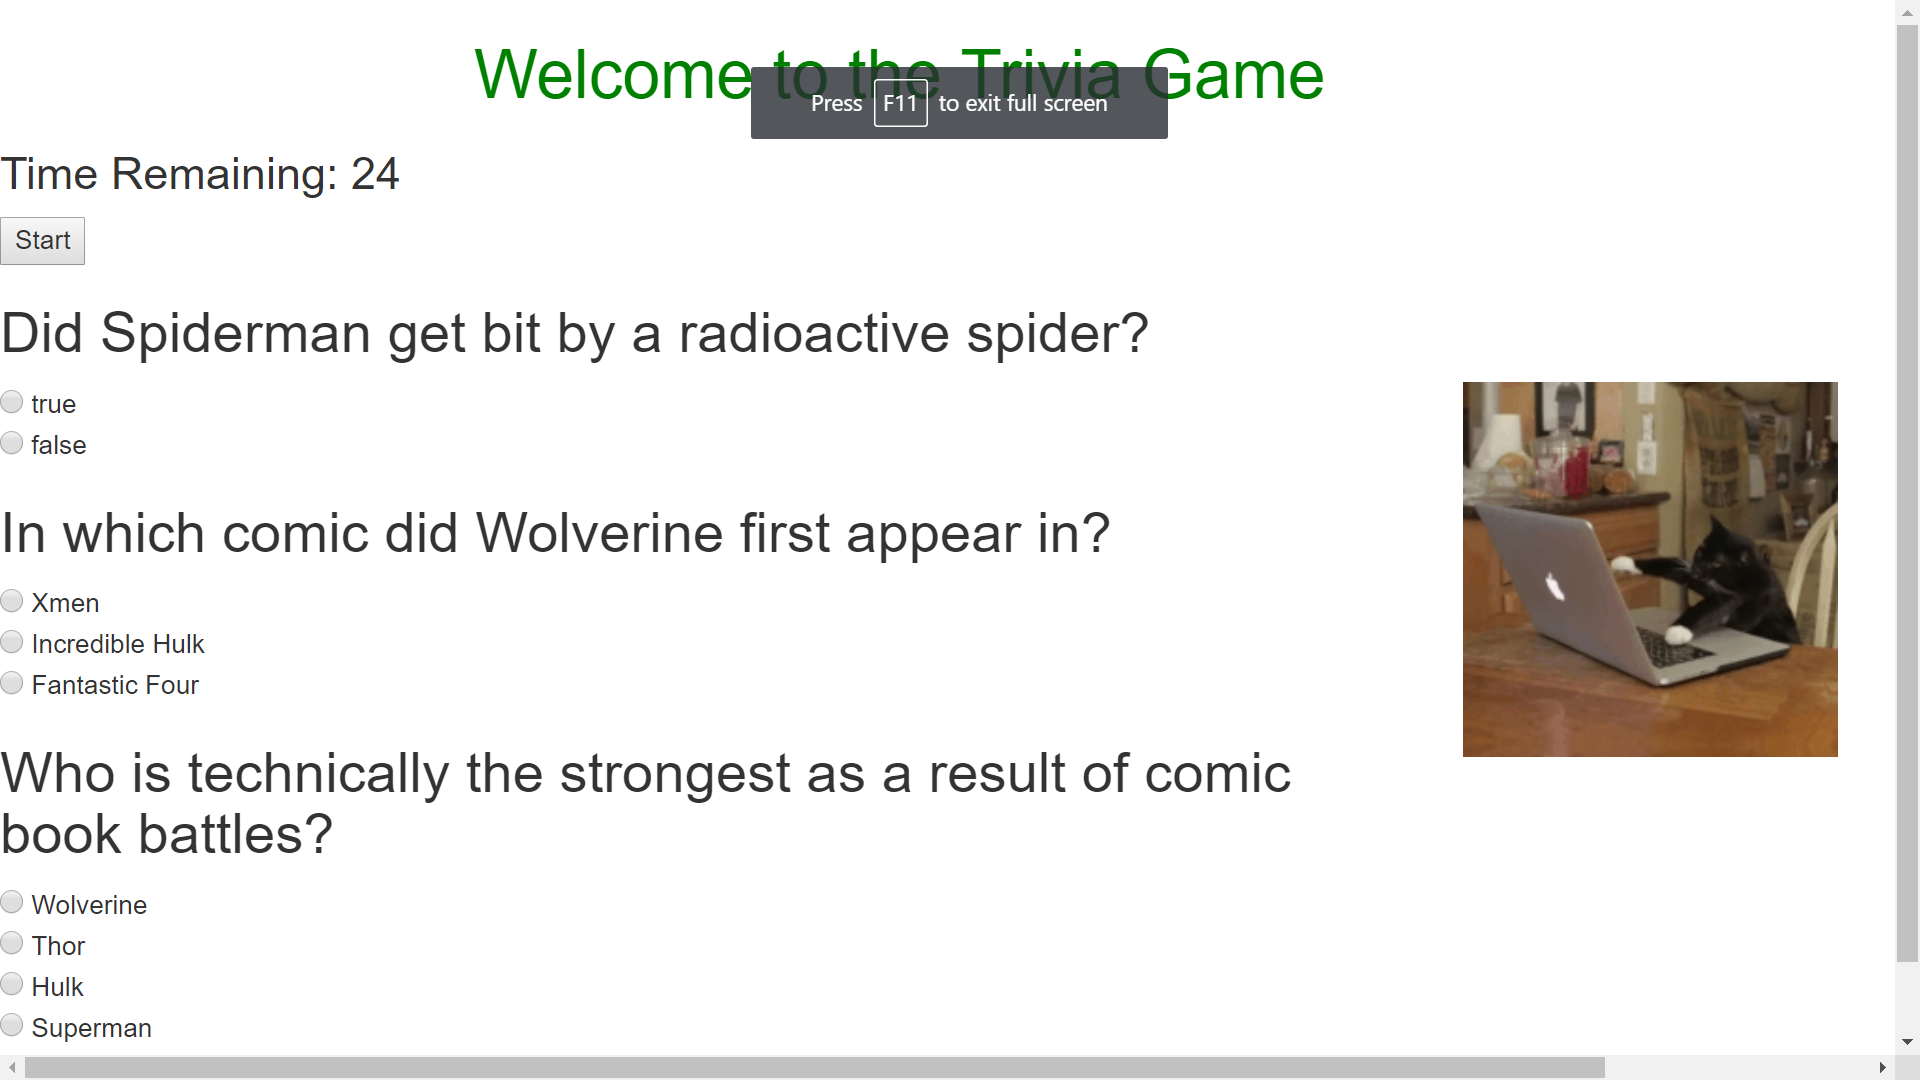 Welcome to the Trivia Game
Press F11 to exit full screen
Time Remaining: 24
Start
Did Spiderman get bit by a radioactive spider?
true
false
In which comic did Wolverine first appear in?
Xmen
Incredible Hulk
Fantastic Four
Who is technically the strongest as a result of comic
book battles?
Wolverine
Thor
Hulk
Superman